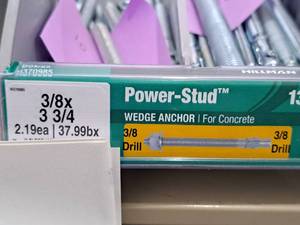 370985
HILLMAN
3/8x
3 3/4
2.19ea | 37.99bx
Power-Stud™
WEDGE ANCHOR | For Concrete
3/8
Drill
3/8
Drill